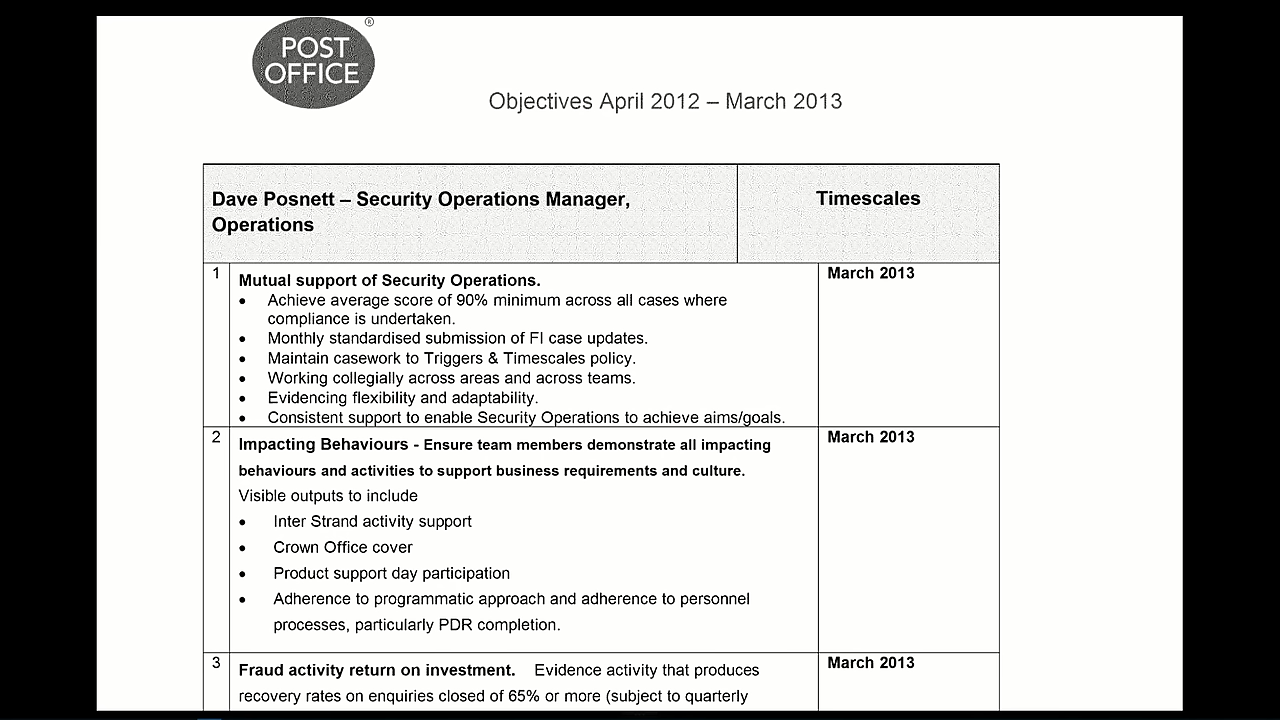 POST
OFFICE
®
Objectives April 2012 – March 2013
Dave Posnett – Security Operations Manager,
Operations
Timescales
1
Mutual support of Security Operations.
March 2013
• Achieve average score of 90% minimum across all cases where
compliance is undertaken.
• Monthly standardised submission of FI case updates.
• Maintain casework to Triggers & Timescales policy.
• Working collegially across areas and across teams.
• Evidencing flexibility and adaptability.
• Consistent support to enable Security Operations to achieve aims/goals.
2
Impacting Behaviours - Ensure team members demonstrate all impacting
March 2013
behaviours and activities to support business requirements and culture.
Visible outputs to include
• Inter Strand activity support
• Crown Office cover
• Product support day participation
• Adherence to programmatic approach and adherence to personnel
processes, particularly PDR completion.
3
Fraud activity return on investment. Evidence activity that produces
March 2013
recovery rates on enquiries closed of 65% or more (subject to quarterly